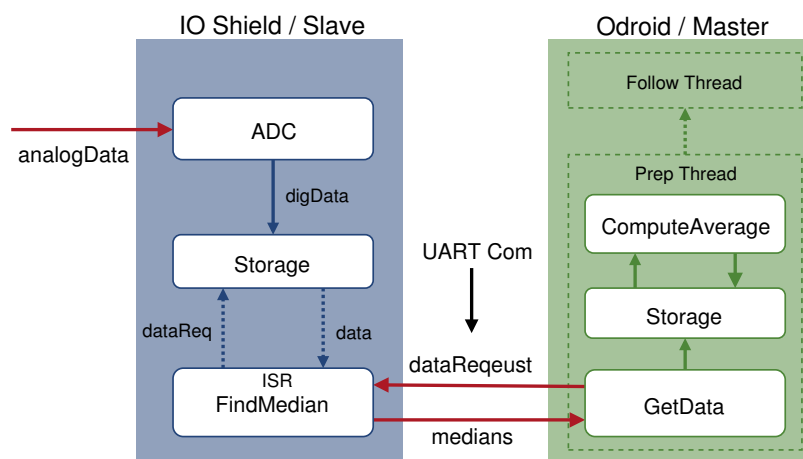 IO Shield / Slave
Odroid / Master
Follow Thread
ADC
analogData
Prep Thread
digData
ComputeAverage
Storage
UART Com
Storage
dataReq
data
dataReqeust
ISR
FindMedian
GetData
medians